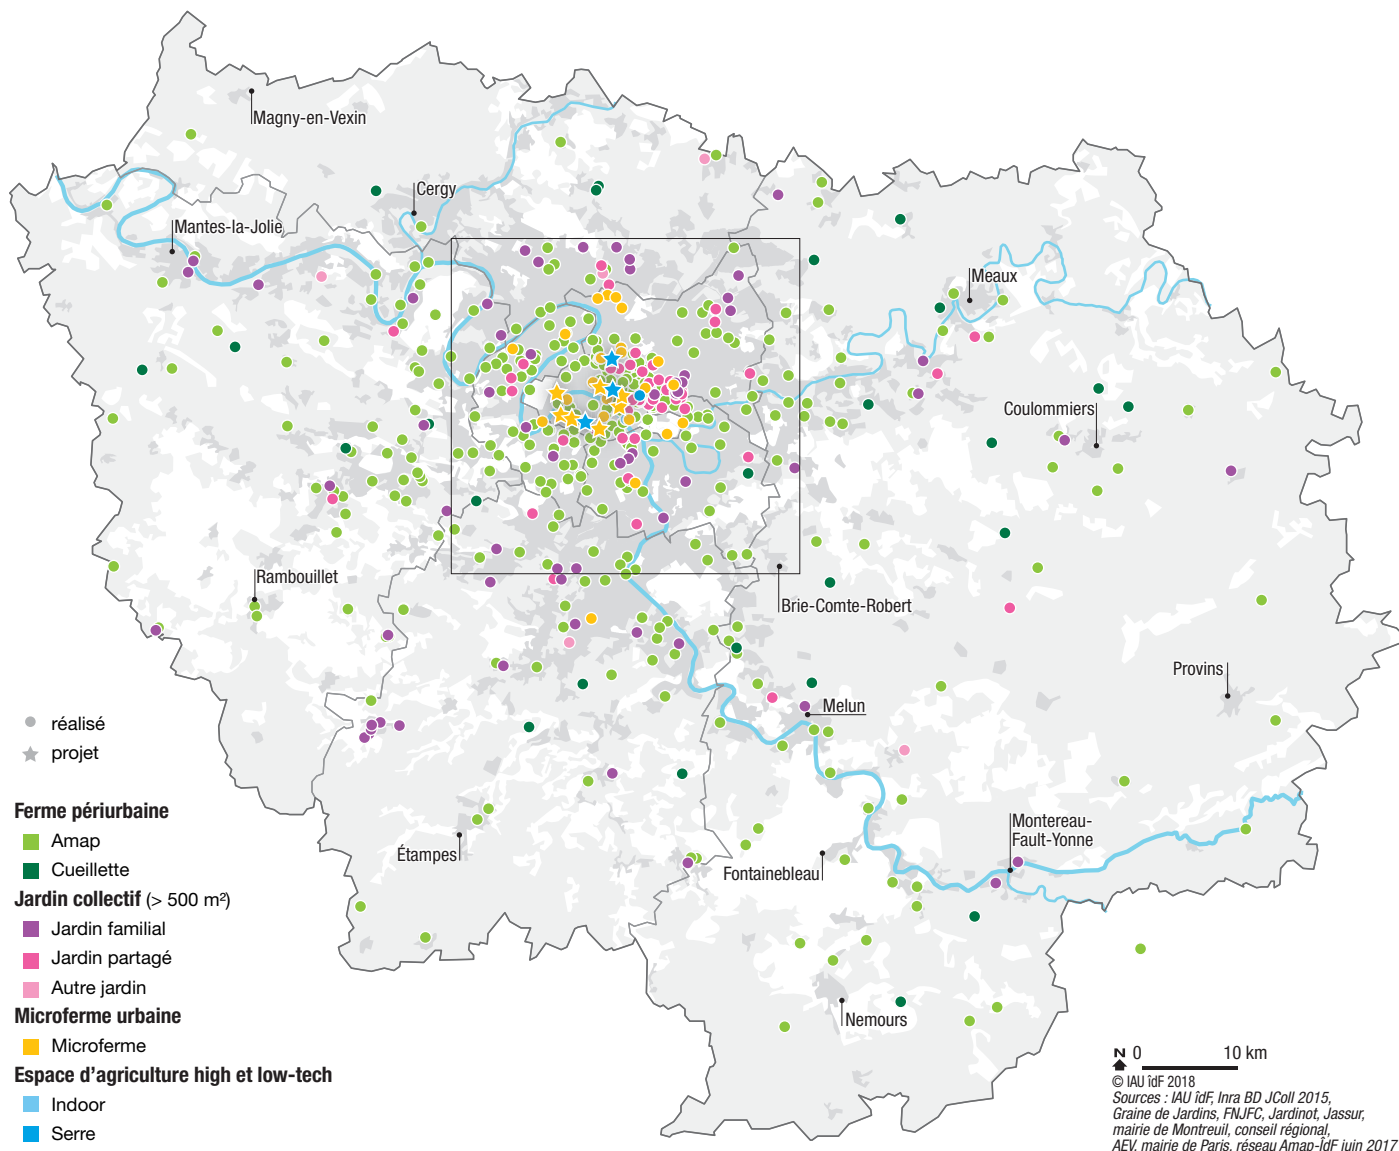 Magny-en-Vexin
Cergy
Mantes-la-Jolie
Meaux
Coulommiers
Rambouillet
Brie-Comte-Robert
Provins
Melun
Étampes
Fontainebleau
Montereau-
Fault-Yonne
Nemours
réalisé
projet
Ferme périurbaine
Amap
Cueillette
Jardin collectif (> 500 m²)
Jardin familial
Jardin partagé
Autre jardin
Microferme urbaine
Microferme
Espace d'agriculture high et low-tech
Indoor
Serre
N 0 10 km
© IAU îdF 2018
Sources : IAU îdF, Inra BD JColl 2015,
Graine de Jardins, FNJFC, Jardinot, Jassur,
mairie de Montreuil, conseil régional,
AEV, mairie de Paris, réseau Amap-ÎdF juin 2017